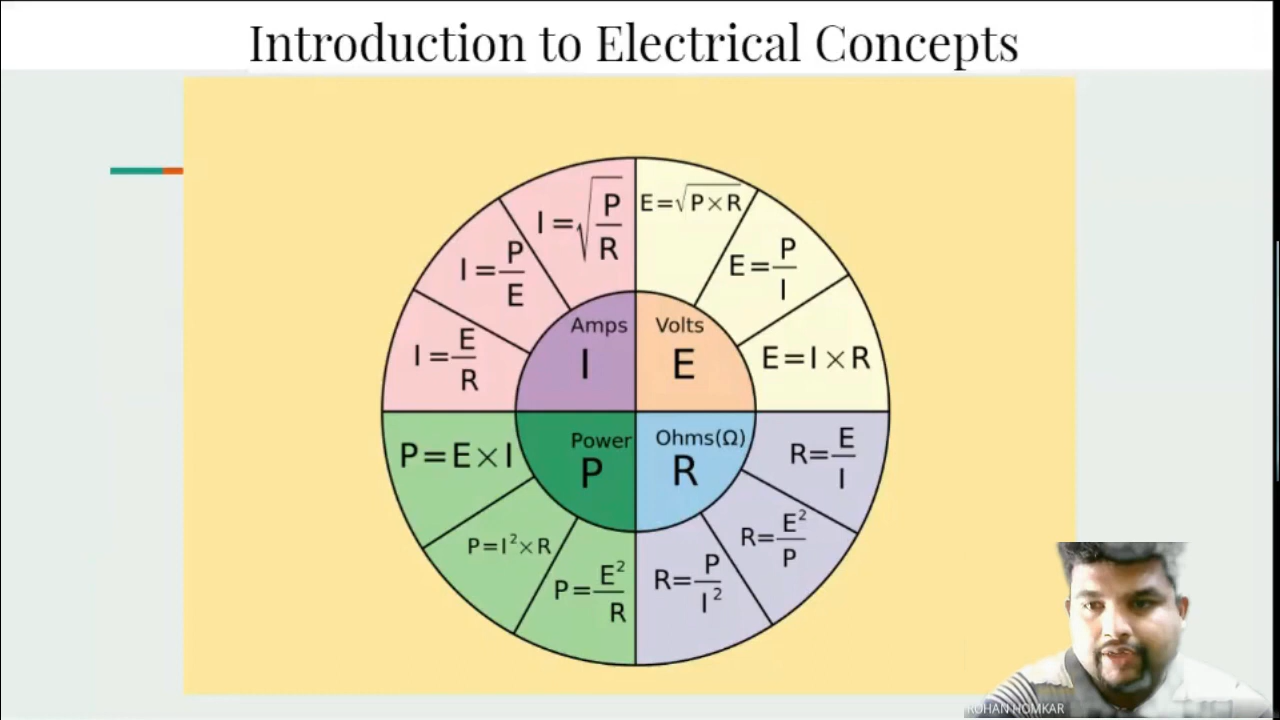 Introduction to Electrical Concepts
I=√(P/R)
E=√P×R
I=P/E
E=P/I
I=E/R
E=I×R
Amps
I
Volts
E
Power
P
Ohms(Ω)
R
P=E×I
R=E/I
P=I²×R
R=E²/P
P=E²/R
R=P/I²
ROHAN HOMKAR